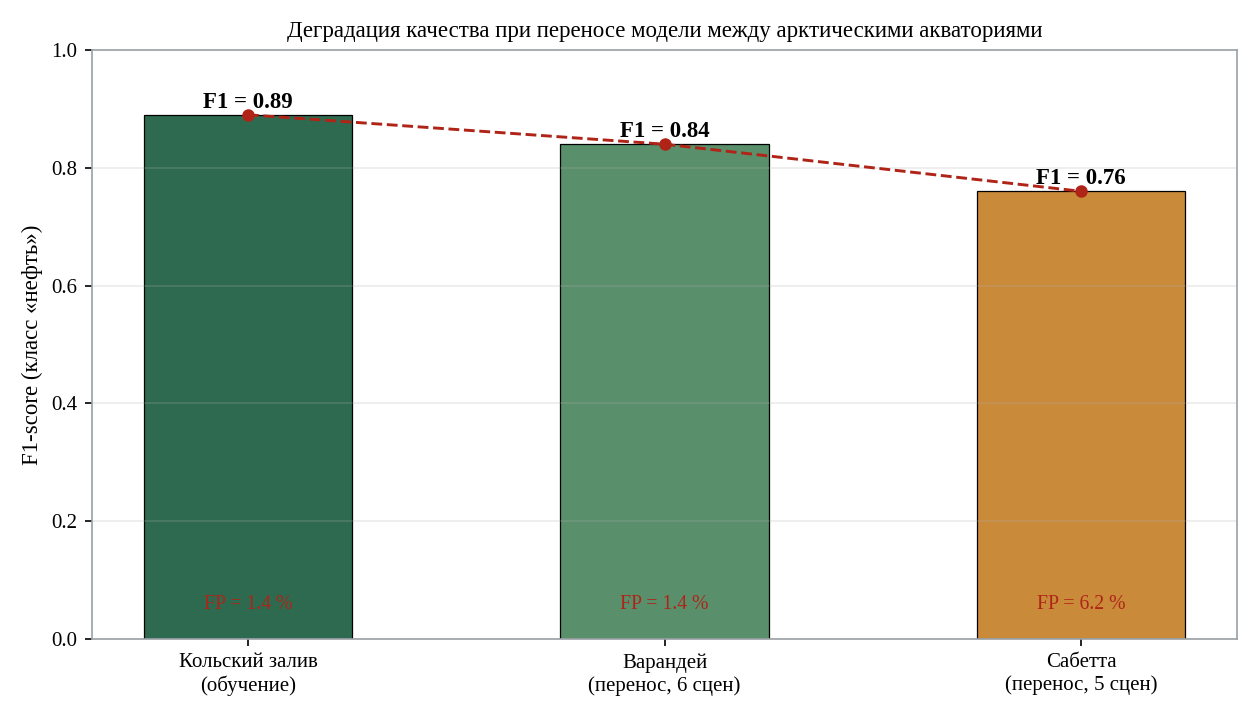 Деградация качества при переносе модели между арктическими акваториями
F1-score (класс «нефть»)
1.0
0.8
0.6
0.4
0.2
0.0
F1 = 0.89
F1 = 0.84
F1 = 0.76
FP = 1.4 %
FP = 1.4 %
FP = 6.2 %
Кольский залив
(обучение)
Варандей
(перенос, 6 сцен)
Сабетта
(перенос, 5 сцен)